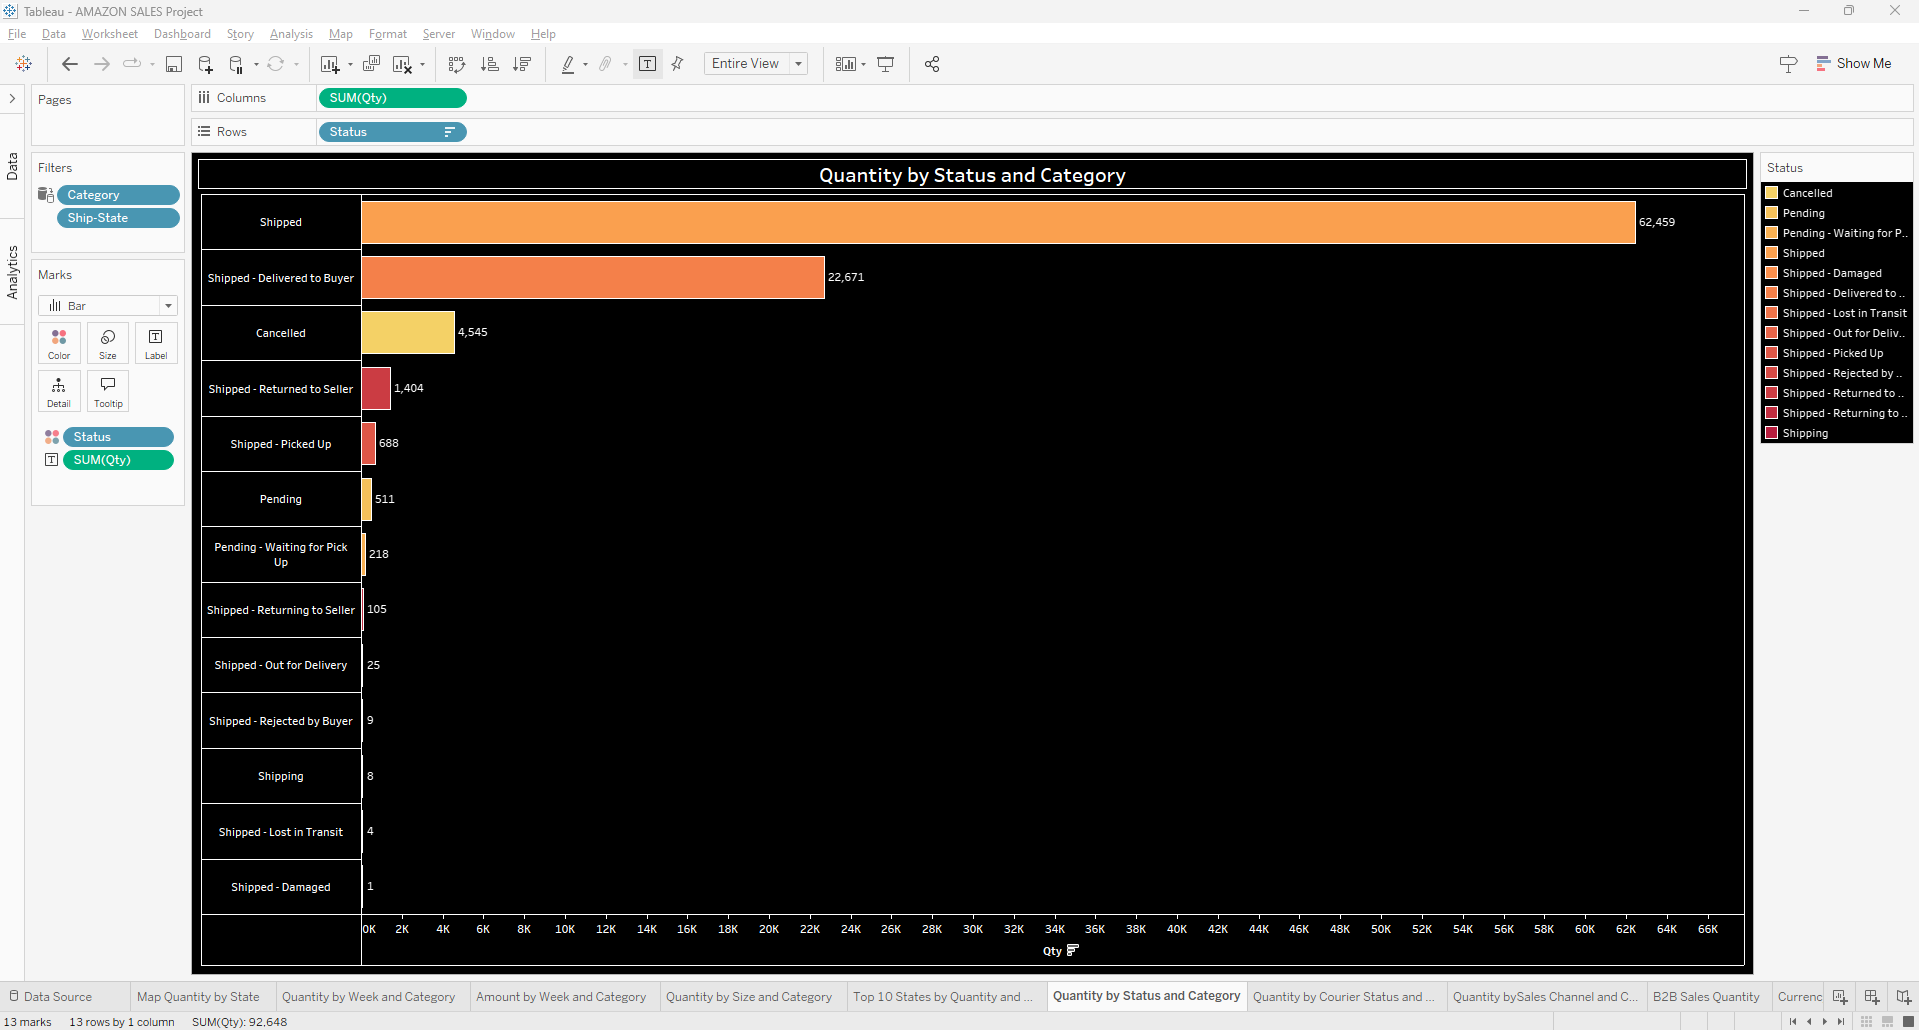 Tableau - AMAZON SALES Project
File Data Worksheet Dashboard Story Analysis Map Format Server Window Help
Entire View
Show Me
Pages
Columns
SUM(Qty)
Rows
Status
Data
Analytics
Filters
Category
Ship-State
Marks
Bar
Color
Size
Label
Detail
Tooltip
Status
SUM(Qty)
Quantity by Status and Category
Shipped
62,459
Shipped - Delivered to Buyer
22,671
Cancelled
4,545
Shipped - Returned to Seller
1,404
Shipped - Picked Up
688
Pending
511
Pending - Waiting for Pick
Up
218
Shipped - Returning to Seller
105
Shipped - Out for Delivery
25
Shipped - Rejected by Buyer
9
Shipping
8
Shipped - Lost in Transit
4
Shipped - Damaged
1
0K 2K 4K 6K 8K 10K 12K 14K 16K 18K 20K 22K 24K 26K 28K 30K 32K 34K 36K 38K 40K 42K 44K 46K 48K 50K 52K 54K 56K 58K 60K 62K 64K 66K
Qty
Status
Cancelled
Pending
Pending - Waiting for P..
Shipped
Shipped - Damaged
Shipped - Delivered to ..
Shipped - Lost in Transit
Shipped - Out for Deliv..
Shipped - Picked Up
Shipped - Rejected by ..
Shipped - Returned to ..
Shipped - Returning to ..
Shipping
Data Source
Map Quantity by State
Quantity by Week and Category
Amount by Week and Category
Quantity by Size and Category
Top 10 States by Quantity and ...
Quantity by Status and Category
Quantity by Courier Status and ...
Quantity bySales Channel and C...
B2B Sales Quantity
Currenc
13 marks
13 rows by 1 column
SUM(Qty): 92,648